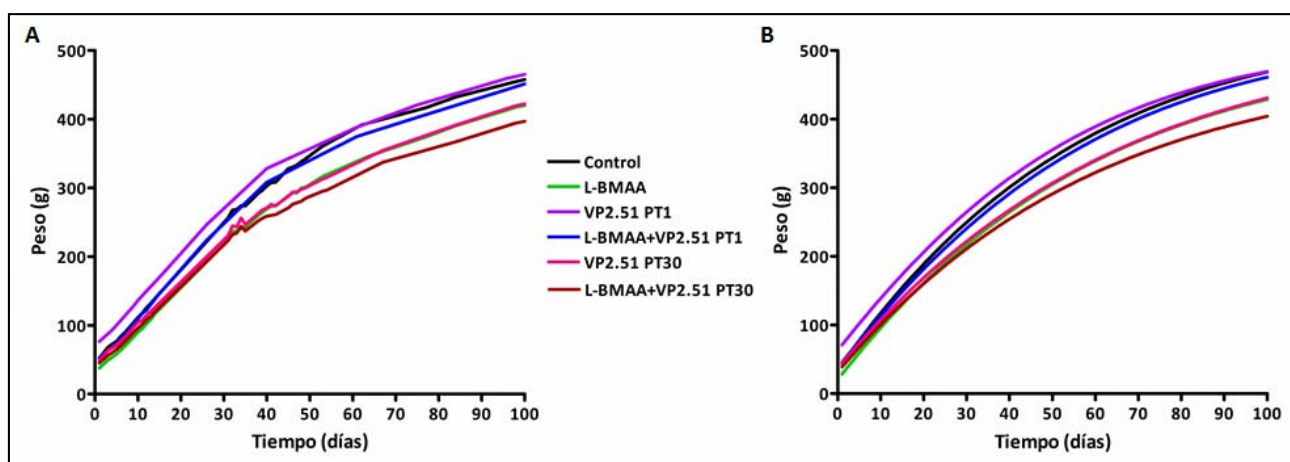 A
Peso (g)
500
400
300
200
100
0
0 10 20 30 40 50 60 70 80 90 100
Tiempo (días)
Control
L-BMAA
VP2.51 PT1
L-BMAA+VP2.51 PT1
VP2.51 PT30
L-BMAA+VP2.51 PT30
B
Peso (g)
500
400
300
200
100
0
0 10 20 30 40 50 60 70 80 90 100
Tiempo (días)